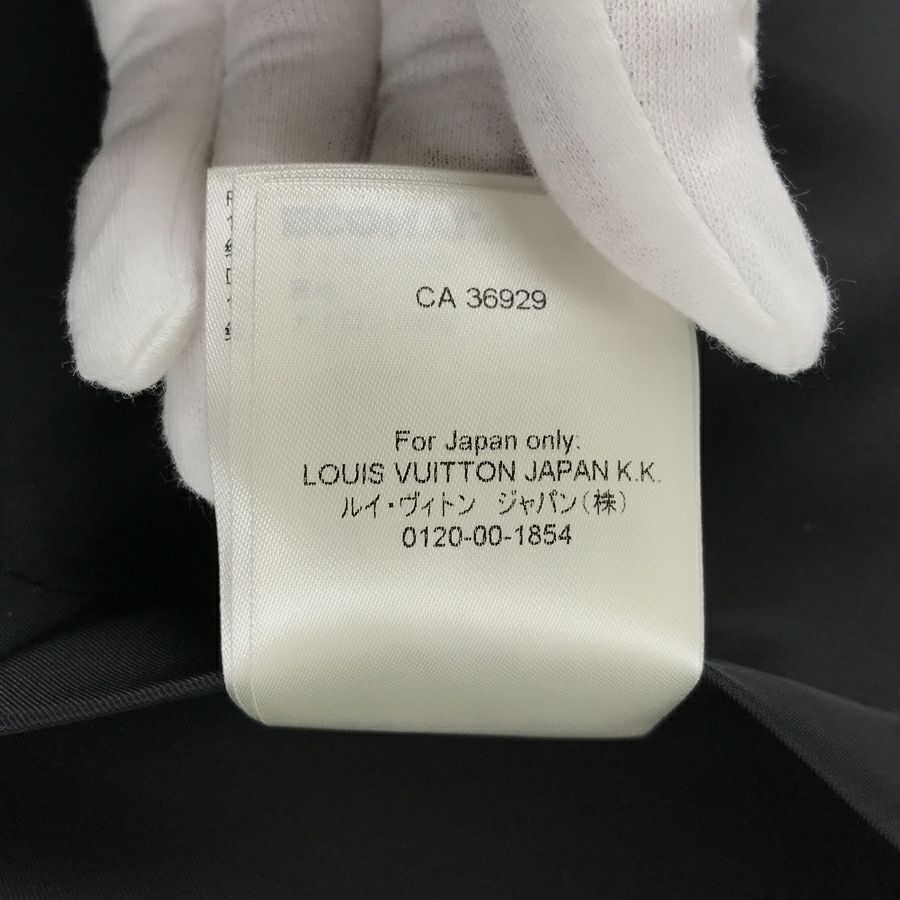 CA 36929
For Japan only:
LOUIS VUITTON JAPAN K.K.
ルイ・ヴィトン ジャパン(株)
0120-00-1854